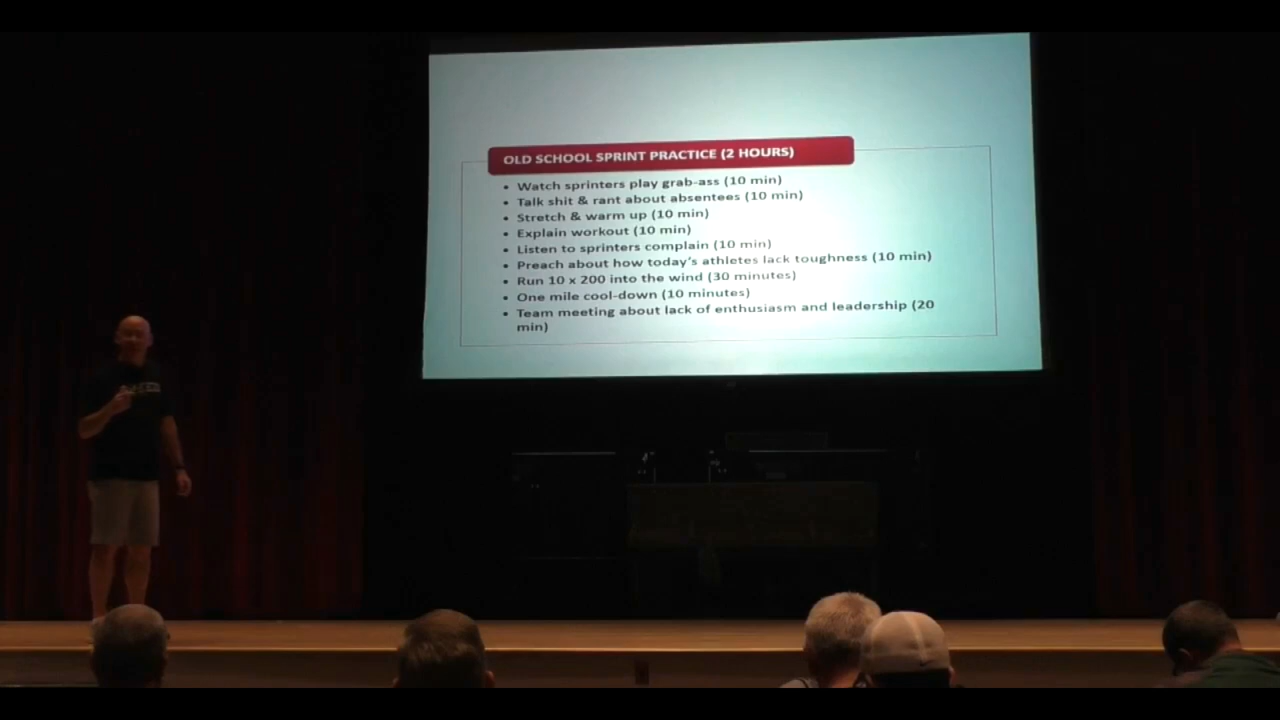 OLD SCHOOL SPRINT PRACTICE (2 HOURS)
• Watch sprinters play grab-ass (10 min)
• Talk shit & rant about absentees (10 min)
• Stretch & warm up (10 min)
• Explain workout (10 min)
• Listen to sprinters complain (10 min)
• Preach about how today's athletes lack toughness (10 min)
• Run 10 x 200 into the wind (30 minutes)
• One mile cool-down (10 minutes)
• Team meeting about lack of enthusiasm and leadership (20
min)